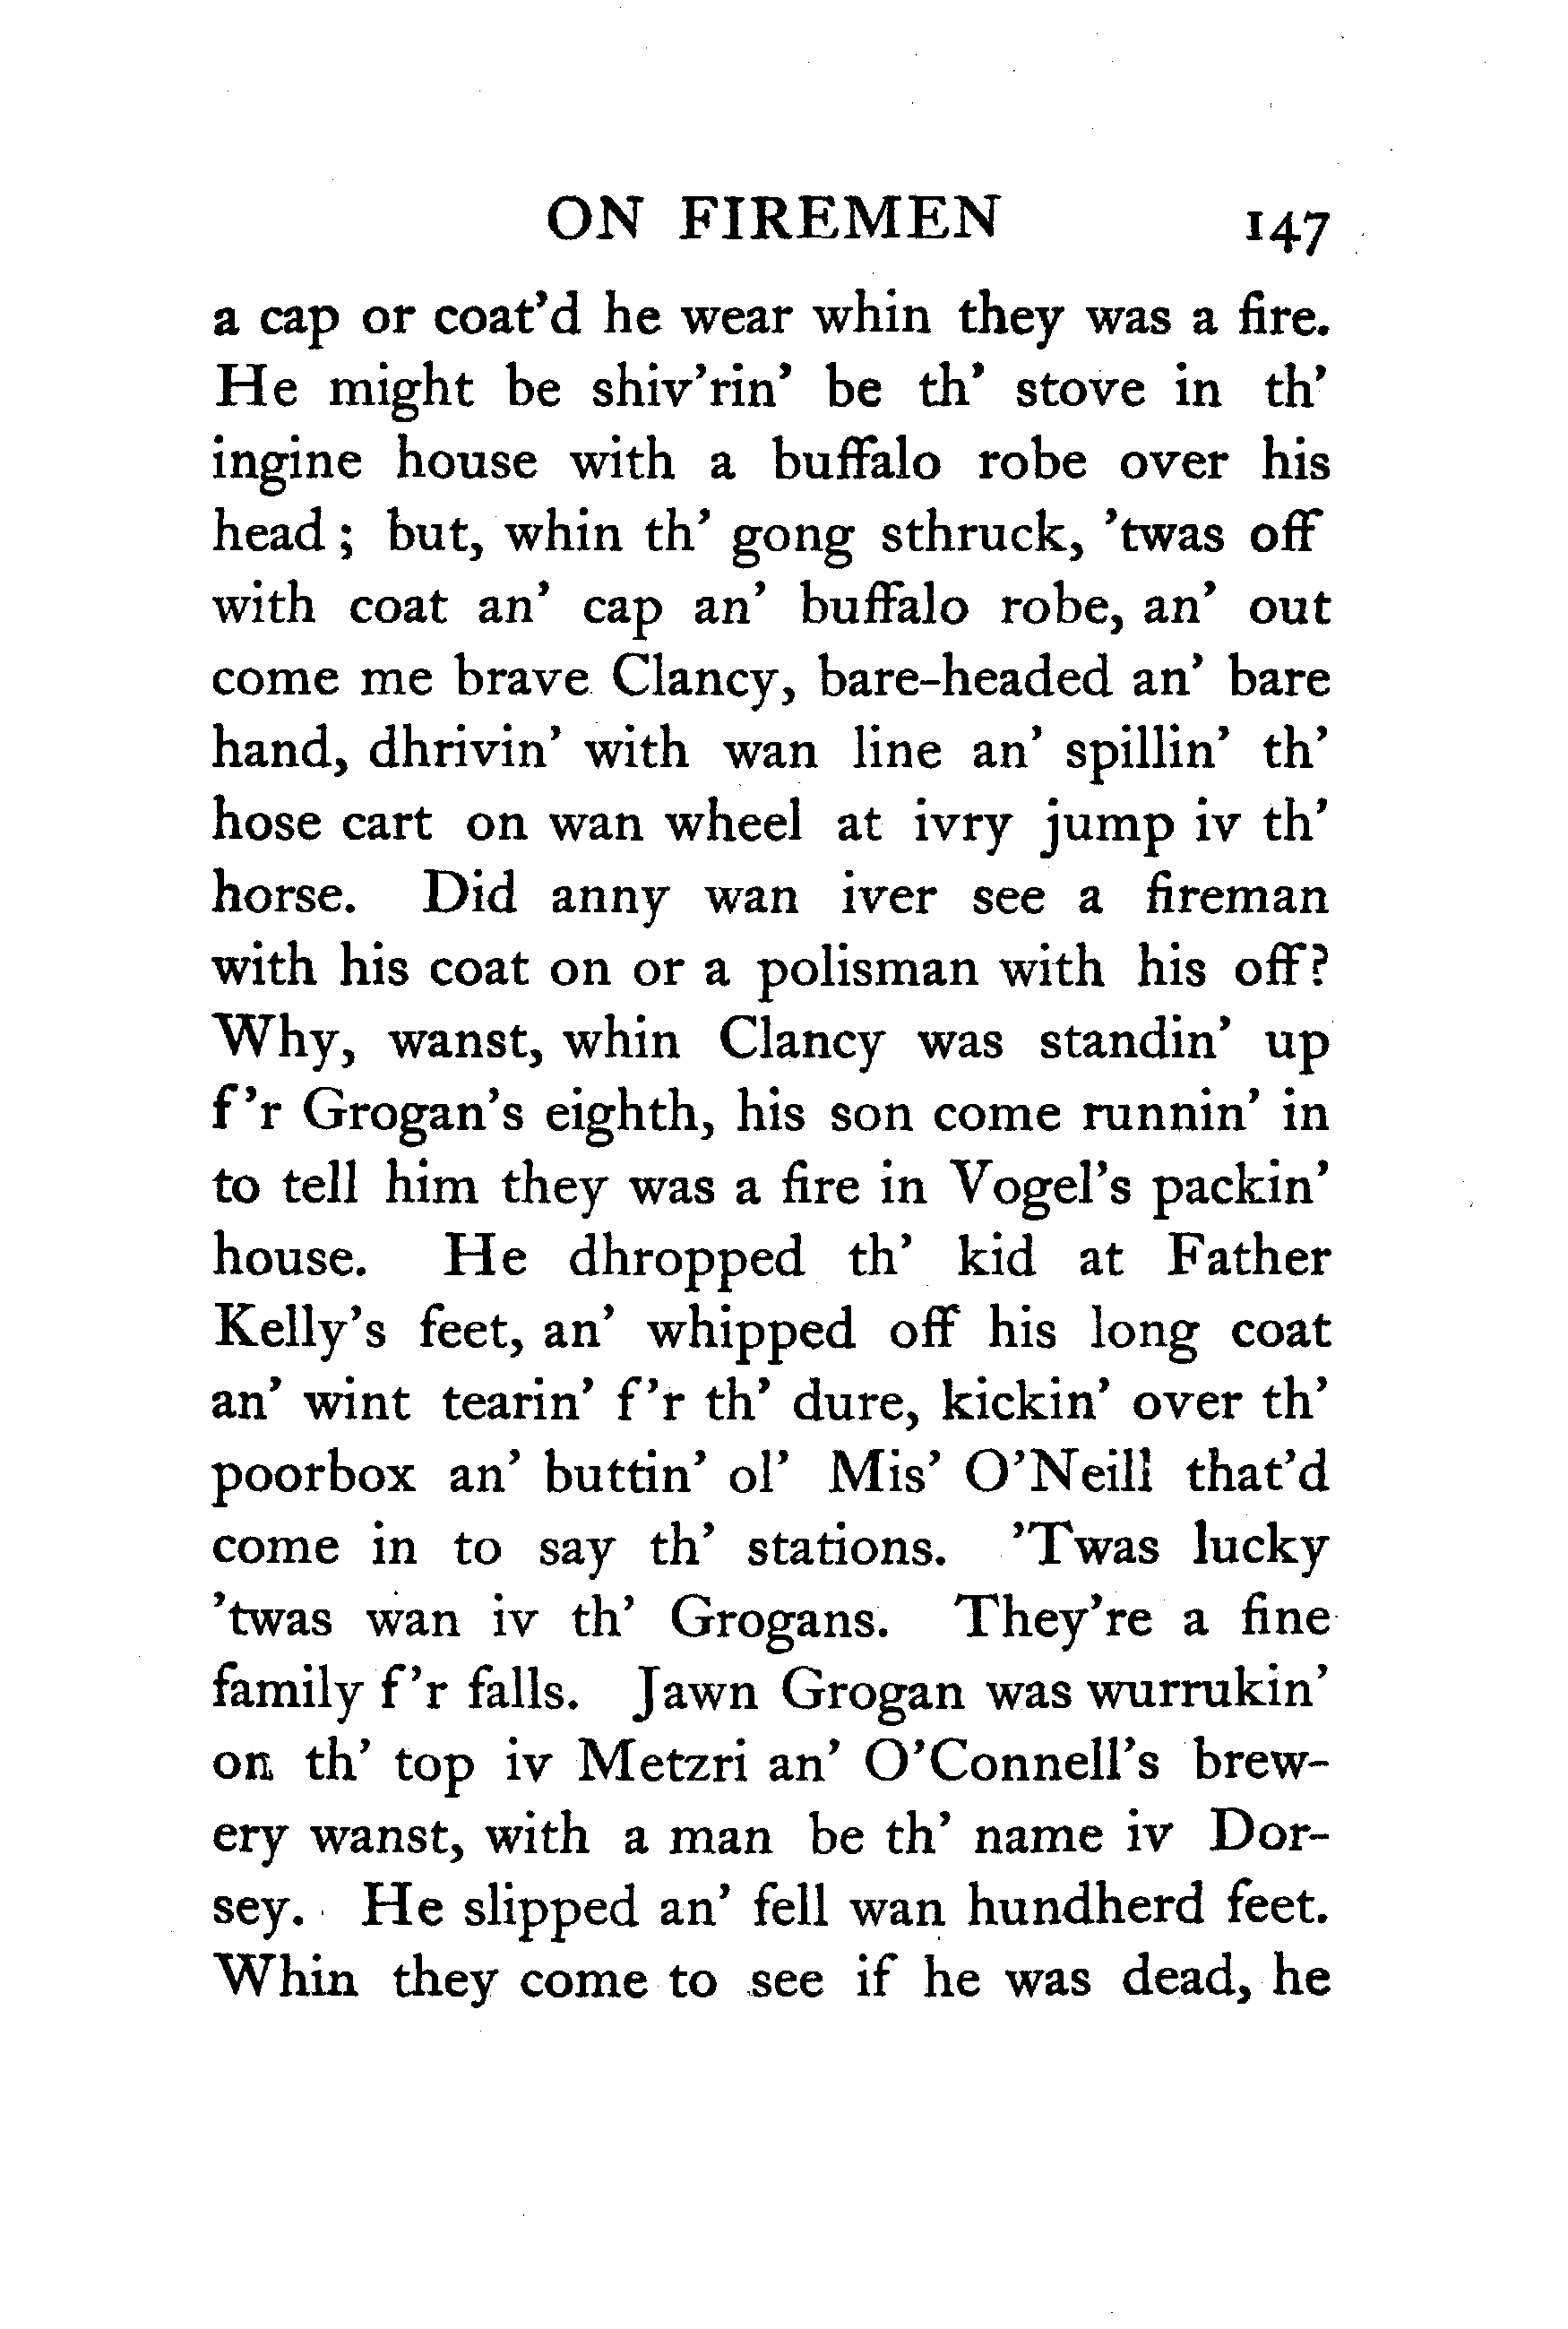 ON FIREMEN 147
a cap or coat'd he wear whin they was a fire.
He might be shiv'rin' be th' stove in th'
ingine house with a buffalo robe over his
head; but, whin th' gong sthruck, 'twas off
with coat an' cap an' buffalo robe, an' out
come me brave Clancy, bare-headed an' bare
hand, dhrivin' with wan line an' spillin' th'
hose cart on wan wheel at ivry jump iv th'
horse. Did anny wan iver see a fireman
with his coat on or a polisman with his off?
Why, wanst, whin Clancy was standin' up
f'r Grogan's eighth, his son come runnin' in
to tell him they was a fire in Vogel's packin'
house. He dhropped th' kid at Father
Kelly's feet, an' whipped off his long coat
an' wint tearin' f'r th' dure, kickin' over th'
poorbox an' buttin' ol' Mis' O'Neill that'd
come in to say th' stations. 'Twas lucky
'twas wan iv th' Grogans. They're a fine
family f'r falls. Jawn Grogan was wurrukin'
on th' top iv Metzri an' O'Connell's brew-
ery wanst, with a man be th' name iv Dor-
sey. He slipped an' fell wan hundherd feet.
Whin they come to see if he was dead, he